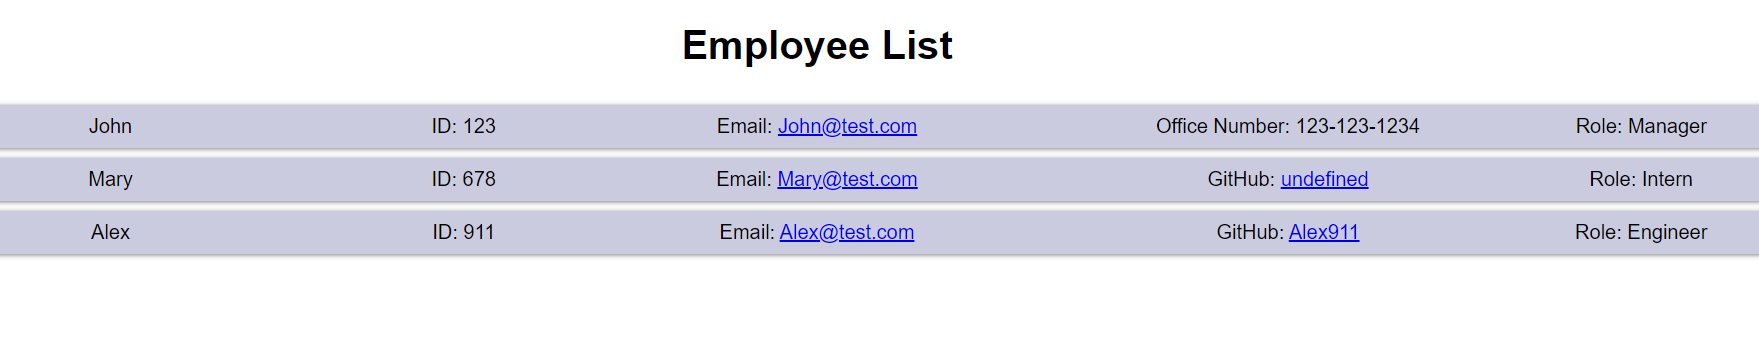 Employee List
John ID: 123 Email: John@test.com Office Number: 123-123-1234 Role: Manager
Mary ID: 678 Email: Mary@test.com GitHub: undefined Role: Intern
Alex ID: 911 Email: Alex@test.com GitHub: Alex911 Role: Engineer